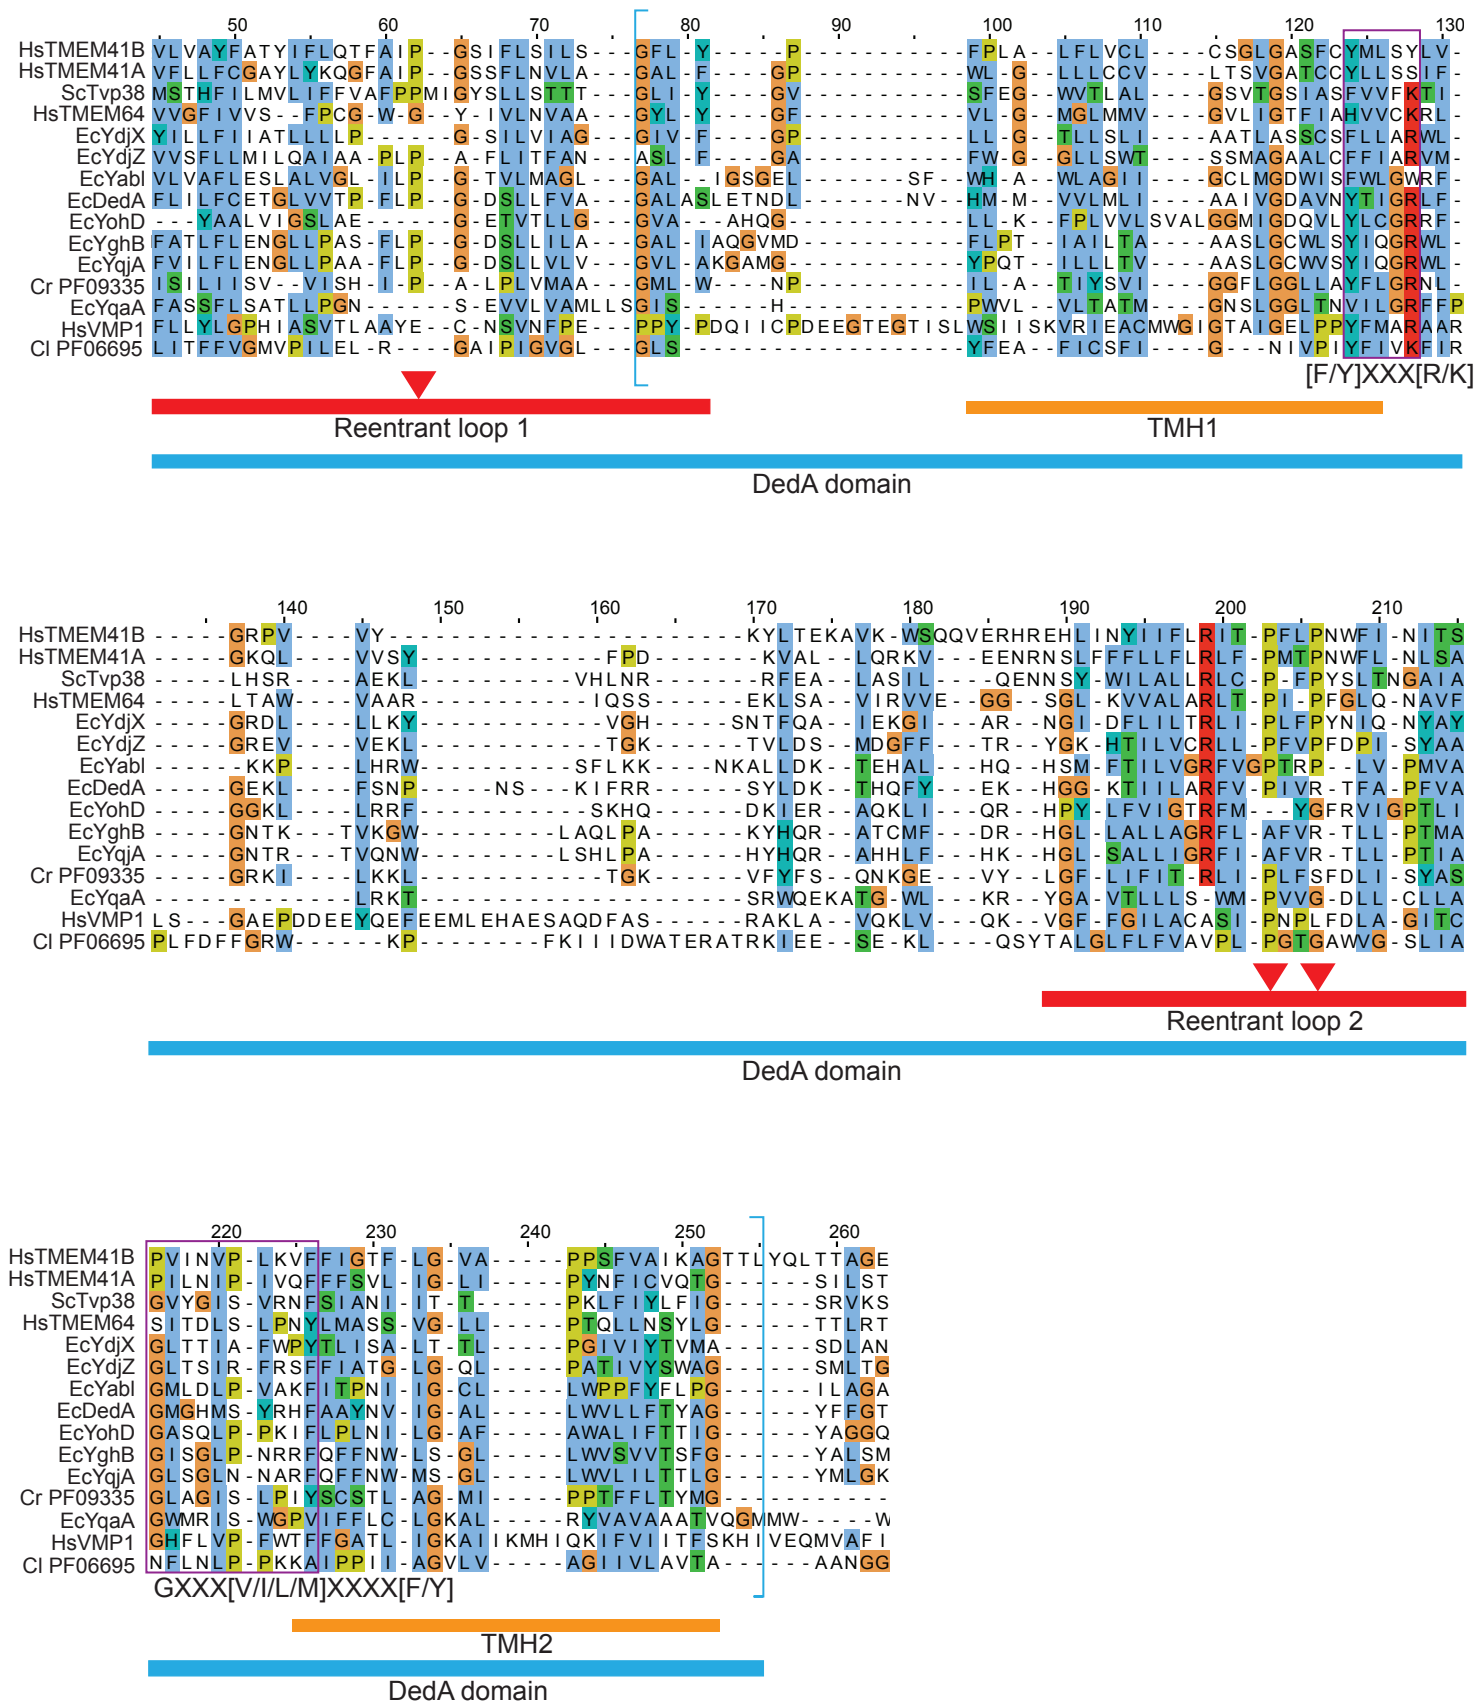 50 60 70 80 90 100 110 120 130
HsTMEM41B VLVAYFATYIFLQTFAIP--GSIFLSILS---GFL-Y-----P-----------FPLA---LFLVCL----CSGLGASFCYMLSYLV-
HsTMEM41A VFLLFCGAYLYKQGFAIP--GSSFLNVLA---GAL-F----GP-----------WL-G---LLLCCV----LTSVGATCCYLLSSIF-
ScTvp38 MSTHFILMVLIFFVAFPPMIGYSLLSTTT---GLI-Y----GV-----------SFEG---WVTLAL----GSVTGSIASFVVFKTI-
HsTMEM64 VVGFIVVS--FPCG-W-G--Y-IVLNVAA---GYL-Y----GF-----------VL-G---MGLMMV----GVLIGTFIAHVVCKRL-
EcYdjX YILLFIIATLLLLP------G-SILVIAG---GIV-F----GP-----------LL-G---TLLSLI----AATLASSCSFLLARWL-
EcYdjZ VVSFLLMILQAIAA-PLP--A-FLITFAN---ASL-F----GA-----------FW-G---GLLSWT----SSMAGAALCFFIARVM-
EcYabI VLVAFLESLALVGL-ILP--G-TVLMAGL---GAL--IGSGEL-------SF--WH-A---WLAGII----GCLMGDWISFWLGWRF-
EcDedA FLILFCETGLVVTP-FLP--G-DSLLFVA---GALASLETNDL-------NV--HM-M---VVLMLI----AAIVGDAVNYTIGRLF-
EcYohD ---YAALVIGSLAE------G-ETVTLLG---GVA---AHQG------------LL-K---FPLVVLSVALGGMIGDQVLYLCGRRF-
EcYghB FATLFLENGLLPAS-FLP--G-DSLLILA---GAL-IAQGVMD-----------FLPT---IAILTA----AASLGCWLSYIQGRWL-
EcYqjA FVILFLENGLLPAA-FLP--G-DSLLVLV---GVL-AKGAMG------------YPQT---ILLLTV----AASLGCWVSYIQGRWL-
Cr PF09335 ISILIISV--VISH-I-P--A-LPLVMAA---GML-W----NP-----------IL-A---TIYSVI----GGFLGGLLAYFLGRNL-
EcYqaA FASSFLSATLLPGN------S-EVVLVAMLLSGIS------H------------PWVL---VLTATM----GNSLGGLTNVILGRFFP
HsVMP1 FLLYLGPHIASVTLAAYE--C-NSVNFPE---PPY-PDQIICPDEEGTEGTISLWSIISKVRIEACMWGIGTAIGELPPYFMARAAR
Cl PF06695 LITFFVGMVPILEL-R----GAIPIGVGL---GLS-------------------YFEA---FICSFI----G---NIVPIYFIVKFIR
[F/Y]XXX[R/K]
Reentrant loop 1 TMH1
DedA domain
140 150 160 170 180 190 200 210
HsTMEM41B -----GRPV----VY-----------------------KYLTEKAVK-WSQQVERHREHLINYIIFLRIT-PFLPNWFI-NITS
HsTMEM41A -----GKQL----VVSY------------FPD-------KVAL--LQRKV---EENRNSLFFFLLFLRLF-PMTPNWFL-NLSA
ScTvp38 -----LHSR----AEKL----------VHLNR-------RFEA--LASIL----QENNSY-WILALLRLC-P-FPYSLTNGAIA
HsTMEM64 -----LTAW----VAAR-----------IQSS-------EKLSA--VIRVVE--GG--SGL-KVVALARLT-PI-PFGLQ-NAVF
EcYdjX -----GRDL----LLKY------------VGH-----SNTFQA--IEKGI----AR--NGI-DFLILTRLI-PLFPYNIQ-NYAY
EcYdjZ -----GREV----VEKL------------TGK------TVLDS--MDGFF----TR--YGK-HTILVCRLL-PFVPFDPI-SYAA
EcYabI ------KKP----LHRW----------SFLKK----NKALLDK--TEHAL----HQ--HSM-FTILVGRFVGPTRP--LV-PMVA
EcDedA -----GEKL----FSNP------NS---KIFRR------SYLDK--THQFY----EK--HGG-KTIILARFV-PIVR-TFA-PFVA
EcYohD -----GGKL----LRRF-----------SKHQ-------DKIER--AQKLI----QR--HPY-LFVIGTRFM---YGFRVIGPTLI
EcYghB -----GNTK---TVKGW---------LAQLPA------KYHQR--ATCMF----DR--HGL-LALLAGRFL-AFVR-TLL-PTMA
EcYqjA -----GNTR---TVQNW---------LSHLPA------HYHQR--AHHLF----HK--HGL-SALLIGRFI-AFVR-TLL-PTIA
Cr PF09335 -----GRKI----LKKL------------TGK------VFYFS--QNKGE----VY--LGF-LIFIT-RLI-PLFSFDLI-SYAS
EcYqaA -------------LRKT---------------------SRWQEKATG-WL----KR--YGA-VTLLLS-WM-PVVG-DLL-CLLA
HsVMP1 LS---GAEPDDEEYQEFEEMLEHAESAQDFAS------RAKLA--VQKLV----QK--VGF-FGILACASI-PNPLFDLA-GITC
Cl PF06695 PLFDFFGRW------KP--------FKIIIDWATERATRKIEE--SE-KL----QSYTALGLFLFVAVPL-PGTGAWVG-SLIA
Reentrant loop 2
DedA domain
220 230 240 250 260
HsTMEM41B PVINVP-LKVFFIGTF-LG-VA-----PPSFVAIKAGTTLYQLTTAGE
HsTMEM41A PILNIP-IVQFFFSVL-IG-LI-----PYNFICVQTG------SILST
ScTvp38 GVYGIS-VRNFSIANI-IT-T------PKLFIYLFIG------SRVKS
HsTMEM64 SITDLS-LPNYLMASS-VG-LL-----PTQLLNSYLG------TTLRT
EcYdjX GLTTIA-FWPYTLISA-LT-TL-----PGIVIYTVMA------SDLAN
EcYdjZ GLTSIR-FRSFFIATG-LG-QL-----PATIVYSWAG------SMLTG
EcYabI GMLDLP-VAKFITPNI-IG-CL-----LWPPFYFLPG------ILAGA
EcDedA GMGHMS-YRHFAAYNV-IG-AL-----LWVLLFTYAG------YFFGT
EcYohD GASQLP-PKIFLPLNI-LG-AF-----AWALIFTTIG------YAGGQ
EcYghB GISGLP-NRRFQFFNW-LS-GL-----LWVSVVTSFG------YALSM
EcYqjA GLSGLN-NARFQFFNW-MS-GL-----LWVLILTTLG------YMLGK
Cr PF09335 GLAGIS-LPIYSCSTL-AG-MI-----PPTFFLTYMG-----------
EcYqaA GWMRIS-WGPVIFFLC-LGKAL-----RYVAVAAATVQGMMW------W
HsVMP1 GHFLVP-FWTFFGATL-IGKAIIKMHIQKIFVIITFSKHIVEQMVAFI
Cl PF06695 NFLNLP-PKKAIPPII-AGVLV-----AGIIVLAVTA------AANGG
GXXX[V/I/L/M]XXXX[F/Y]
TMH2
DedA domain